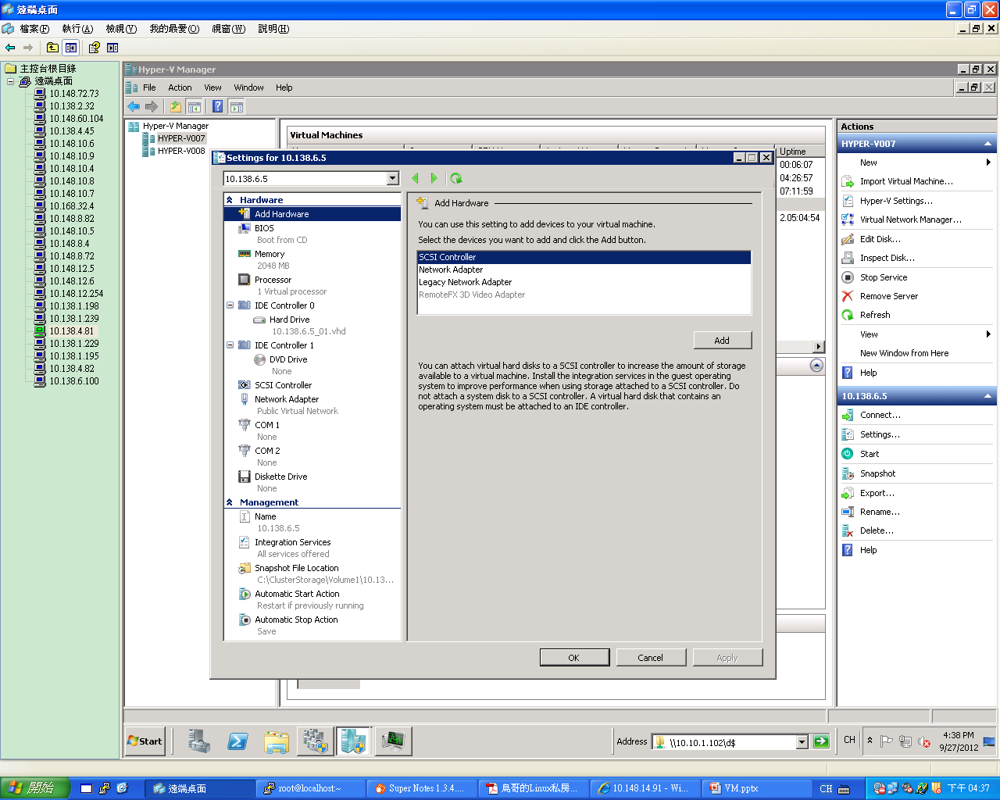 遠端桌面
檔案(F) 執行(A) 檢視(V) 我的最愛(O) 視窗(W) 說明(H)
主控台根目錄
遠端桌面
10.148.72.73
10.138.2.32
10.148.60.104
10.138.4.45
10.148.10.6
10.148.10.9
10.148.10.4
10.148.10.8
10.148.10.7
10.168.32.4
10.148.8.82
10.148.10.5
10.148.8.4
10.148.8.72
10.148.12.5
10.148.12.6
10.148.12.254
10.138.1.198
10.138.1.239
10.138.4.81
10.138.1.229
10.138.1.195
10.138.4.82
10.138.6.100
Hyper-V Manager
File Action View Window Help
Hyper-V Manager
HYPER-V007
HYPER-V008
Virtual Machines
Uptime
00:06:07
04:26:57
07:11:59
2.05:04:54
Settings for 10.138.6.5
10.138.6.5
Hardware
Add Hardware
BIOS
Boot from CD
Memory
2048 MB
Processor
1 Virtual processor
IDE Controller 0
Hard Drive
10.138.6.5_01.vhd
IDE Controller 1
DVD Drive
None
SCSI Controller
Network Adapter
Public Virtual Network
COM 1
None
COM 2
None
Diskette Drive
None
Management
Name
10.138.6.5
Integration Services
All services offered
Snapshot File Location
C:\ClusterStorage\Volume1\10.13...
Automatic Start Action
Restart if previously running
Automatic Stop Action
Save
Add Hardware
You can use this setting to add devices to your virtual machine.
Select the devices you want to add and click the Add button.
SCSI Controller
Network Adapter
Legacy Network Adapter
RemoteFX 3D Video Adapter
Add
You can attach virtual hard disks to a SCSI controller to increase the amount of storage
available to a virtual machine. Install the integration services in the guest operating
system to improve performance when using storage attached to a SCSI controller. Do
not attach a system disk to a SCSI controller. A virtual hard disk that contains an
operating system must be attached to an IDE controller.
OK Cancel Apply
Actions
HYPER-V007
New
Import Virtual Machine...
Hyper-V Settings...
Virtual Network Manager...
Edit Disk...
Inspect Disk...
Stop Service
Remove Server
Refresh
View
New Window from Here
Help
10.138.6.5
Connect...
Settings...
Start
Snapshot
Export...
Rename...
Delete...
Help
Start
Address \\10.10.1.102\d$
CH
4:38 PM
9/27/2012
開始
遠端桌面
root@localhost:~
Super Notes 1.3.4....
鳥哥的Linux私房...
10.148.14.91 - Wi...
VM.pptx
CH
下午 04:37